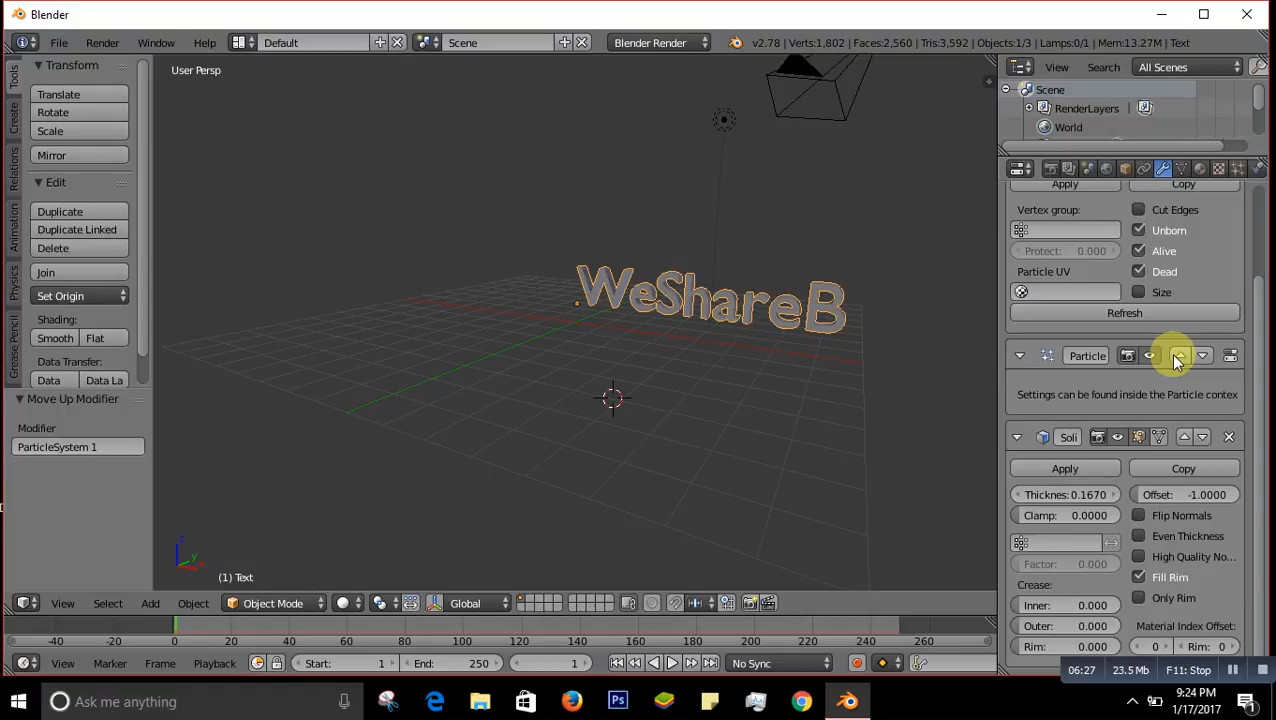 Blender
File Render Window Help Default Scene Blender Render v2.78 | Verts:1,802 | Faces:2,560 | Tris:3,592 | Objects:1/3 | Lamps:0/1 | Mem:13.27M | Text
Transform
Translate
Rotate
Scale
Mirror
Edit
Duplicate
Duplicate Linked
Delete
Join
Set Origin
Shading:
Smooth Flat
Data Transfer:
Data Data La
Move Up Modifier
Modifier
ParticleSystem 1
Tools
Create
Relations
Animation
Physics
Grease Pencil
User Persp
WeShareB
z
y
x
(1) Text
View Search All Scenes
Scene
RenderLayers |
World
Apply Copy
Vertex group: Cut Edges
Unborn
Protect: 0.000 Alive
Particle UV Dead
Size
Refresh
Particle
Settings can be found inside the Particle contex
Soli
Apply Copy
Thicknes: 0.1670 Offset: -1.0000
Clamp: 0.0000 Flip Normals
Even Thickness
High Quality No...
Factor: 0.000 Fill Rim
Crease: Only Rim
Inner: 0.000
Outer: 0.000 Material Index Offset:
Rim: 0.000 0 Rim: 0
View Select Add Object Object Mode Global
-40 -20 0 20 40 60 80 100 120 140 160 180 200 220 240 260
View Marker Frame Playback Start: 1 End: 250 1 No Sync
06:27 23.5 Mb F11: Stop
Ask me anything
Ps
9:24 PM
1/17/2017
1